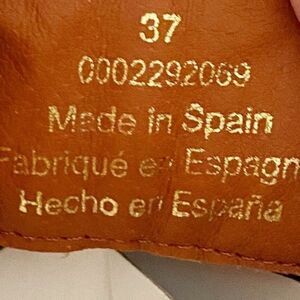 37
0002292069
Made in Spain
Fabriqué en Espagn
Hecho en España